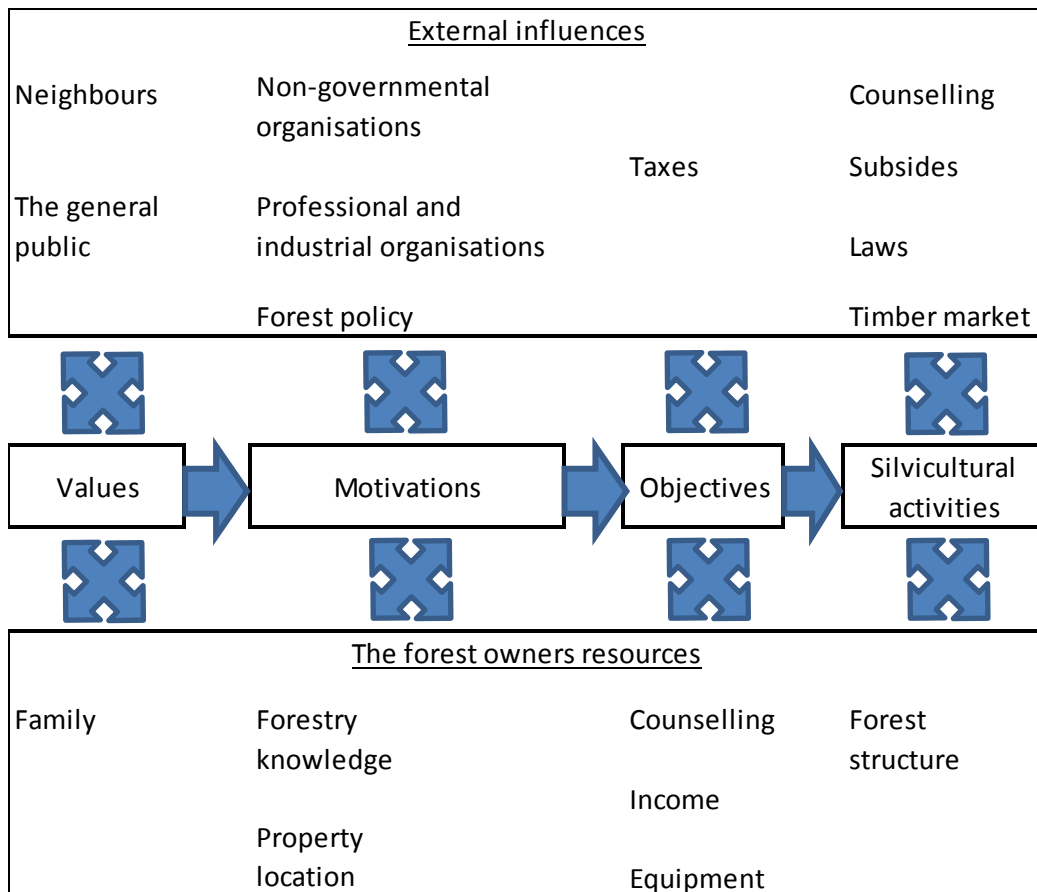 External influences
Neighbours
Non-governmental
organisations
Counselling
Taxes
Subsides
The general
public
Professional and
industrial organisations
Laws
Forest policy
Timber market
Values
Motivations
Objectives
Silvicultural
activities
The forest owners resources
Family
Forestry
knowledge
Counselling
Forest
structure
Income
Property
location
Equipment